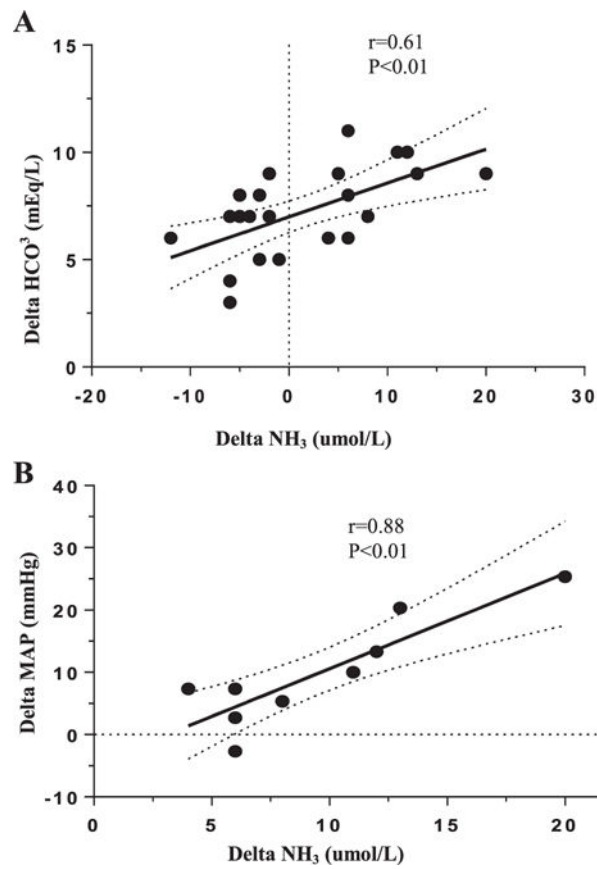 A
r=0.61
P<0.01
Delta HCO³ (mEq/L)
15
10
5
0
-20 -10 0 10 20 30
Delta NH₃ (umol/L)
B
r=0.88
P<0.01
Delta MAP (mmHg)
40
30
20
10
0
-10
0 5 10 15 20
Delta NH₃ (umol/L)